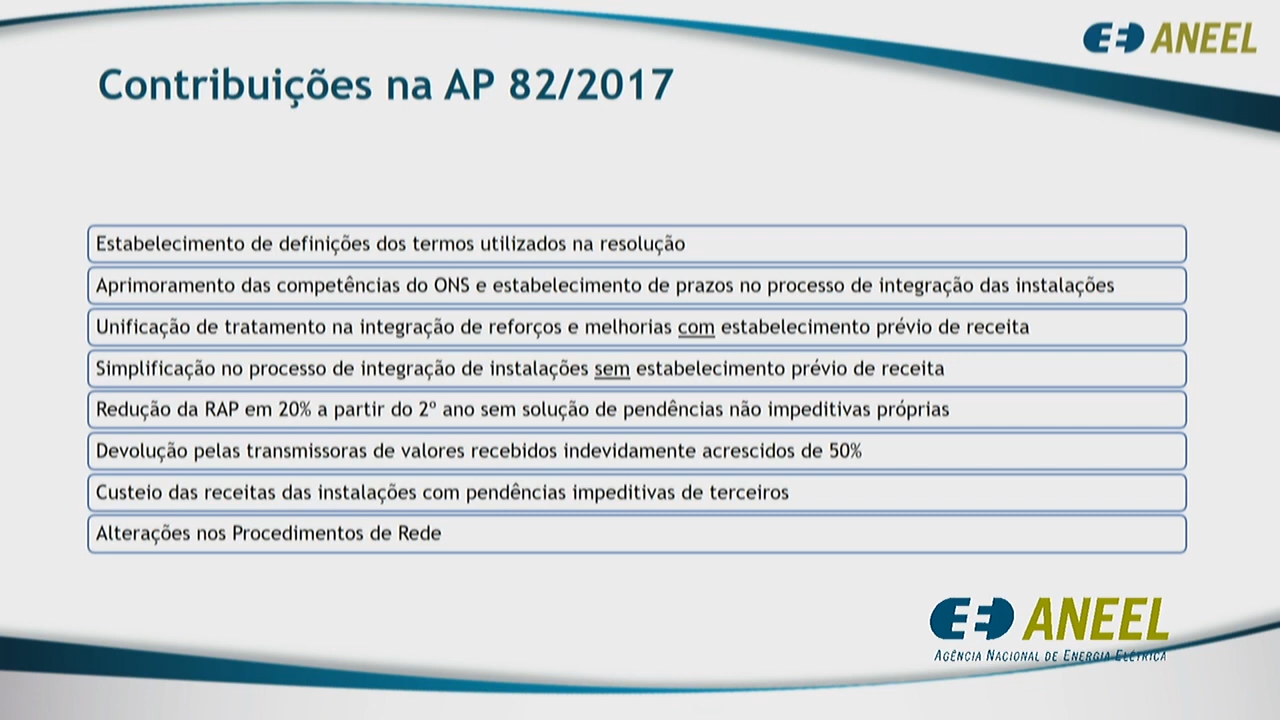 ANEEL
Contribuições na AP 82/2017
Estabelecimento de definições dos termos utilizados na resolução
Aprimoramento das competências do ONS e estabelecimento de prazos no processo de integração das instalações
Unificação de tratamento na integração de reforços e melhorias com estabelecimento prévio de receita
Simplificação no processo de integração de instalações sem estabelecimento prévio de receita
Redução da RAP em 20% a partir do 2º ano sem solução de pendências não impeditivas próprias
Devolução pelas transmissoras de valores recebidos indevidamente acrescidos de 50%
Custeio das receitas das instalações com pendências impeditivas de terceiros
Alterações nos Procedimentos de Rede
ANEEL
AGÊNCIA NACIONAL DE ENERGIA ELÉTRICA